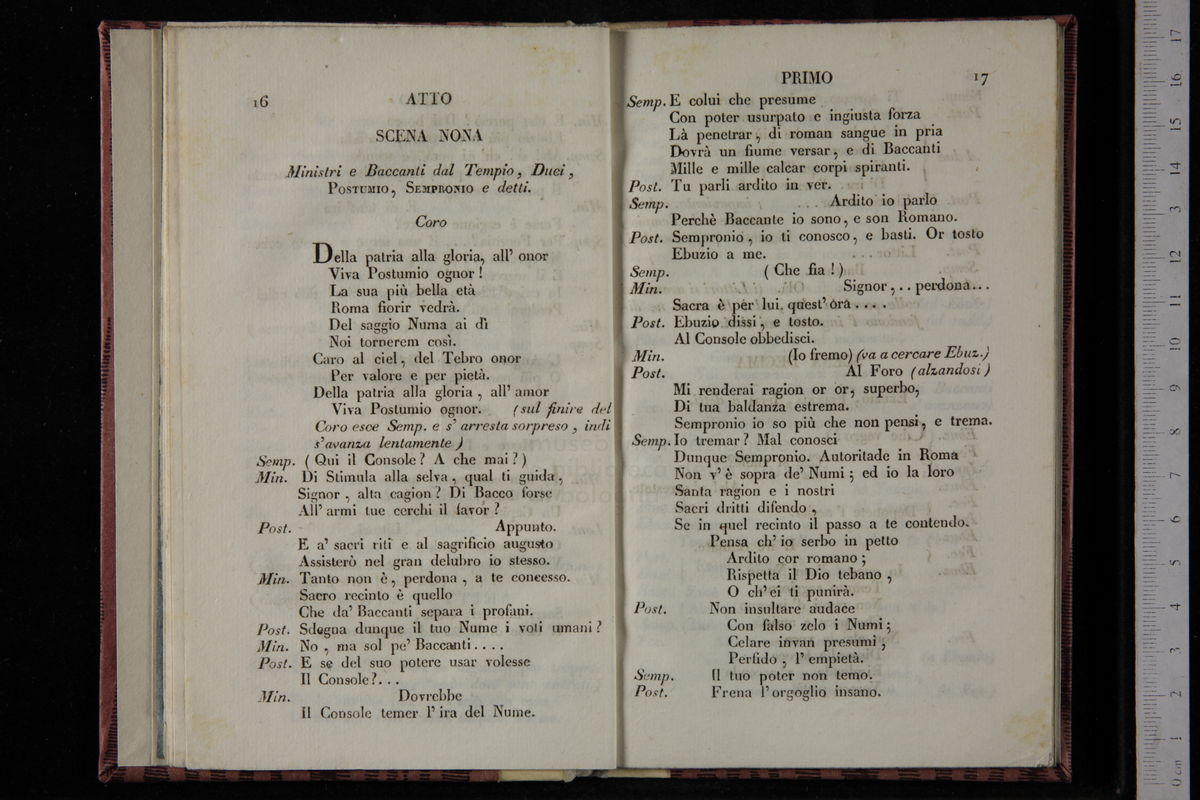 16
ATTO
SCENA NONA
Ministri e Baccanti dal Tempio, Duci,
POSTUMIO, SEMPRONIO e detti.
Coro
Della patria alla gloria, all' onor
Viva Postumio ognor!
La sua più bella età
Roma fiorir vedrà.
Del saggio Numa ai dì
Noi tornerem così.
Caro al ciel, del Tebro onor
Per valore e per pietà.
Della patria alla gloria, all' amor
Viva Postumio ognor. (sul finire del
Coro esce Semp. e s' arresta sorpreso, indi
s'avanza lentamente)
Semp. (Qui il Console? A che mai?)
Min. Di Stimula alla selva, qual ti guida,
Signor, alta cagion? Di Bacco forse
All' armi tue cerchi il favor?
Post. Appunto.
E a' sacri riti e al sagrificio augusto
Assisterò nel gran delubro io stesso.
Min. Tanto non è, perdona, a te concesso.
Sacro recinto è quello
Che da' Baccanti separa i profani.
Post. Sdegna dunque il tuo Nume i voti umani?
Min. No, ma sol pe' Baccanti....
Post. E se del suo potere usar volesse
Il Console?...
Min. Dovrebbe
Il Console temer l' ira del Nume.
PRIMO
17
Semp. E colui che presume
Con poter usurpato e ingiusta forza
Là penetrar, di roman sangue in pria
Dovrà un fiume versar, e di Baccanti
Mille e mille calcar corpi spiranti.
Post. Tu parli ardito in ver.
Semp. Ardito io parlo
Perchè Baccante io sono, e son Romano.
Post. Sempronio, io ti conosco, e basti. Or tosto
Ebuzio a me.
Semp. (Che fia!)
Min. Signor,.. perdona...
Sacra è per lui quest' ora....
Post. Ebuzio dissi, e tosto.
Al Console obbedisci.
Min. (Io fremo) (va a cercare Ebuz.)
Post. Al Foro (alzandosi)
Mi renderai ragion or or, superbo,
Di tua baldanza estrema.
Sempronio io so più che non pensi, e trema.
Semp. Io tremar? Mal conosci
Dunque Sempronio. Autoritade in Roma
Non v' è sopra de' Numi; ed io la loro
Santa ragion e i nostri
Sacri dritti difendo,
Se in quel recinto il passo a te contendo.
Pensa ch' io serbo in petto
Ardito cor romano;
Rispetta il Dio tebano,
O ch' ei ti punirà.
Post. Non insultare audace
Con falso zelo i Numi;
Celare invan presumi,
Perfido, l' empietà.
Semp. Il tuo poter non temo.
Post. Frena l' orgoglio insano.